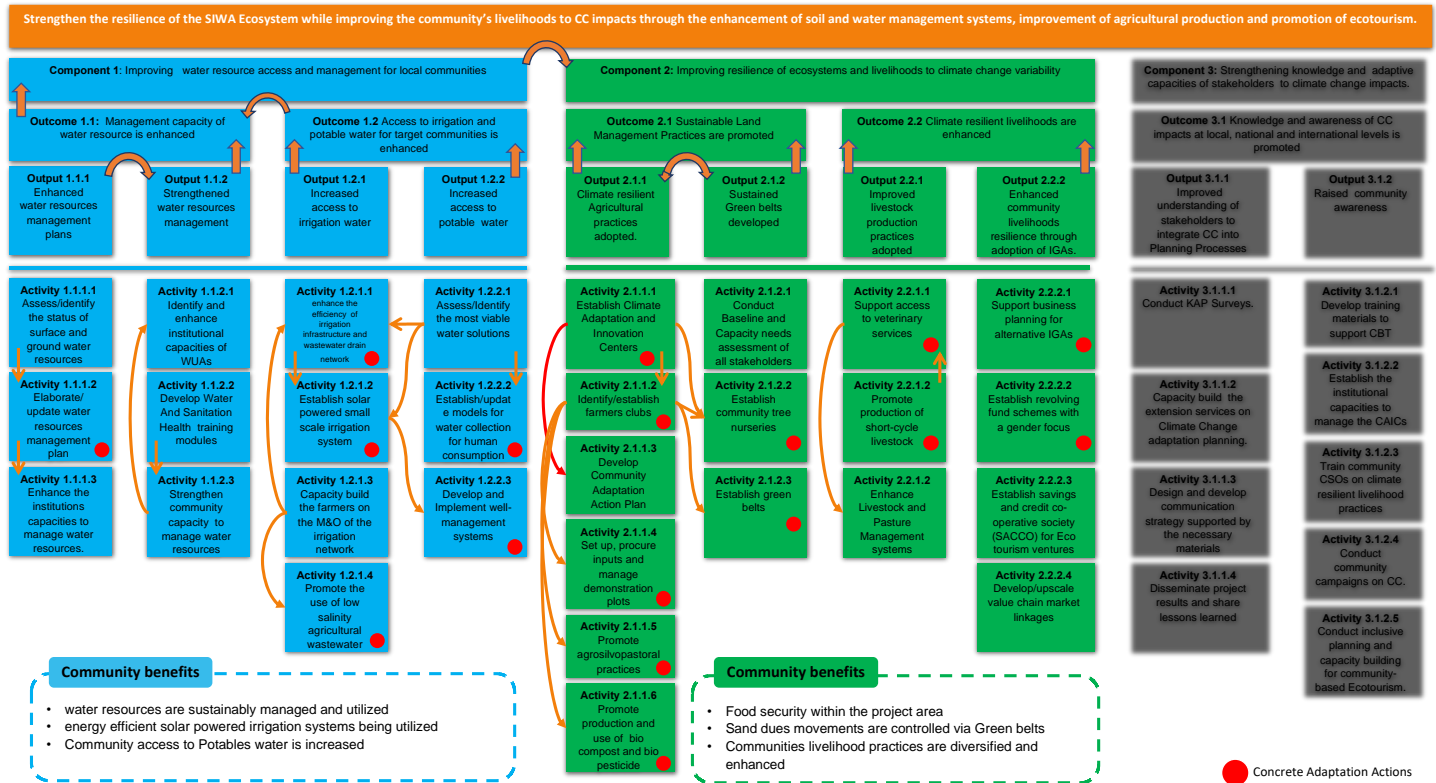 Strengthen the resilience of the SIWA Ecosystem while improving the community's livelihoods to CC impacts through the enhancement of soil and water management systems, improvement of agricultural production and promotion of ecotourism.
Component 1: Improving water resource access and management for local communities
Component 2: Improving resilience of ecosystems and livelihoods to climate change variability
Component 3: Strengthening knowledge and adaptive
capacities of stakeholders to climate change impacts.
Outcome 1.1: Management capacity of
water resource is enhanced
Outcome 1.2 Access to irrigation and
potable water for target communities is
enhanced
Outcome 2.1 Sustainable Land
Management Practices are promoted
Outcome 2.2 Climate resilient livelihoods are
enhanced
Outcome 3.1 Knowledge and awareness of CC
impacts at local, national and international levels is
promoted
Output 1.1.1
Enhanced
water resources
management
plans
Output 1.1.2
Strengthened
water resources
management
Output 1.2.1
Increased
access to
irrigation water
Output 1.2.2
Increased
access to
potable water
Output 2.1.1
Climate resilient
Agricultural
practices
adopted.
Output 2.1.2
Sustained
Green belts
developed
Output 2.2.1
Improved
livestock
production
practices
adopted
Output 2.2.2
Enhanced
community
livelihoods
resilience through
adoption of IGAs.
Output 3.1.1
Improved
understanding of
stakeholders to
integrate CC into
Planning Processes
Output 3.1.2
Raised community
awareness
Activity 1.1.1.1
Assess/identify
the status of
surface and
ground water
resources
Activity 1.1.1.2
Elaborate/
update water
resources
management
plan
Activity 1.1.1.3
Enhance the
institutions
capacities to
manage water
resources.
Activity 1.1.2.1
Identify and
enhance
institutional
capacities of
WUAs
Activity 1.1.2.2
Develop Water
And Sanitation
Health training
modules
Activity 1.1.2.3
Strengthen
community
capacity to
manage water
resources
Activity 1.2.1.1
enhance the
efficiency of
irrigation
infrastructure and
wastewater drain
network
Activity 1.2.1.2
Establish solar
powered small
scale irrigation
system
Activity 1.2.1.3
Capacity build
the farmers on
the M&O of the
irrigation
network
Activity 1.2.1.4
Promote the
use of low
salinity
agricultural
wastewater
Activity 1.2.2.1
Assess/Identify
the most viable
water solutions
Activity 1.2.2.2
Establish/updat
e models for
water collection
for human
consumption
Activity 1.2.2.3
Develop and
Implement well-
management
systems
Activity 2.1.1.1
Establish Climate
Adaptation and
Innovation
Centers
Activity 2.1.1.2
Identify/establish
farmers clubs
Activity 2.1.1.3
Develop
Community
Adaptation
Action Plan
Activity 2.1.1.4
Set up, procure
inputs and
manage
demonstration
plots
Activity 2.1.1.5
Promote
agrosilvopastoral
practices
Activity 2.1.1.6
Promote
production and
use of bio
compost and bio
pesticide
Activity 2.1.2.1
Conduct
Baseline and
Capacity needs
assessment of
all stakeholders
Activity 2.1.2.2
Establish
community tree
nurseries
Activity 2.1.2.3
Establish green
belts
Activity 2.2.1.1
Support access
to veterinary
services
Activity 2.2.1.2
Promote
production of
short-cycle
livestock
Activity 2.2.1.2
Enhance
Livestock and
Pasture
Management
systems
Activity 2.2.2.1
Support business
planning for
alternative IGAs
Activity 2.2.2.2
Establish revolving
fund schemes with
a gender focus
Activity 2.2.2.3
Establish savings
and credit co-
operative society
(SACCO) for Eco
tourism ventures
Activity 2.2.2.4
Develop/upscale
value chain market
linkages
Activity 3.1.1.1
Conduct KAP Surveys.
Activity 3.1.1.2
Capacity build the
extension services on
Climate Change
adaptation planning.
Activity 3.1.1.3
Design and develop
communication
strategy supported by
the necessary
materials
Activity 3.1.1.4
Disseminate project
results and share
lessons learned
Activity 3.1.2.1
Develop training
materials to
support CBT
Activity 3.1.2.2
Establish the
institutional
capacities to
manage the CAICs
Activity 3.1.2.3
Train community
CSOs on climate
resilient livelihood
practices
Activity 3.1.2.4
Conduct
community
campaigns on CC.
Activity 3.1.2.5
Conduct inclusive
planning and
capacity building
for community-
based Ecotourism.
Community benefits
• water resources are sustainably managed and utilized
• energy efficient solar powered irrigation systems being utilized
• Community access to Potables water is increased
Community benefits
• Food security within the project area
• Sand dues movements are controlled via Green belts
• Communities livelihood practices are diversified and
enhanced
Concrete Adaptation Actions